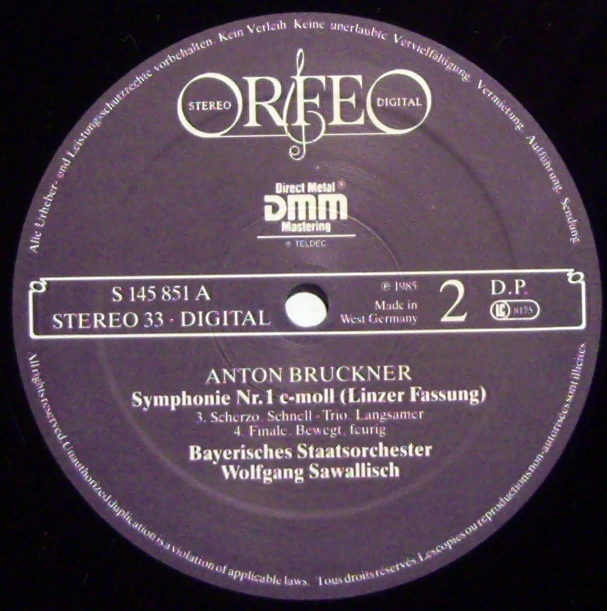 Alle Urheber- und Leistungsschutzrechte vorbehalten. Kein Verleih. Keine unerlaubte Vervielfältigung, Vermietung, Aufführung, Sendung
STEREO ORFEO DIGITAL
Direct Metal ®
DMM
Mastering
® TELDEC
S 145 851 A
STEREO 33 · DIGITAL
℗ 1985
Made in
West Germany
2
D.P.
LC 8175
ANTON BRUCKNER
Symphonie Nr. 1 c-moll (Linzer Fassung)
3. Scherzo. Schnell - Trio. Langsamer
4. Finale. Bewegt, feurig
Bayerisches Staatsorchester
Wolfgang Sawallisch
All rights reserved. Unauthorized duplication is a violation of applicable laws. Tous droits réservés. Les copies ou reproductions non-autorisées sont illicites